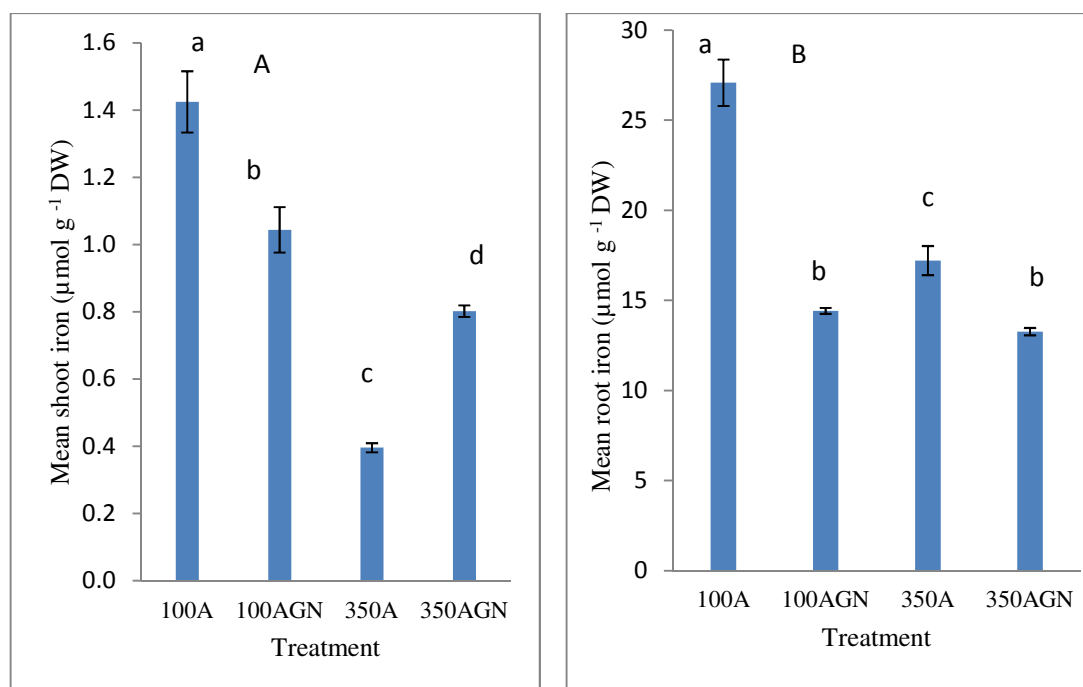 Mean shoot iron (µmol g -1 DW)
1.6
1.4
1.2
1.0
0.8
0.6
0.4
0.2
0.0
a
A
b
c
d
100A 100AGN 350A 350AGN
Treatment
Mean root iron (µmol g -1 DW)
30
25
20
15
10
5
0
a
B
b
c
b
100A 100AGN 350A 350AGN
Treatment